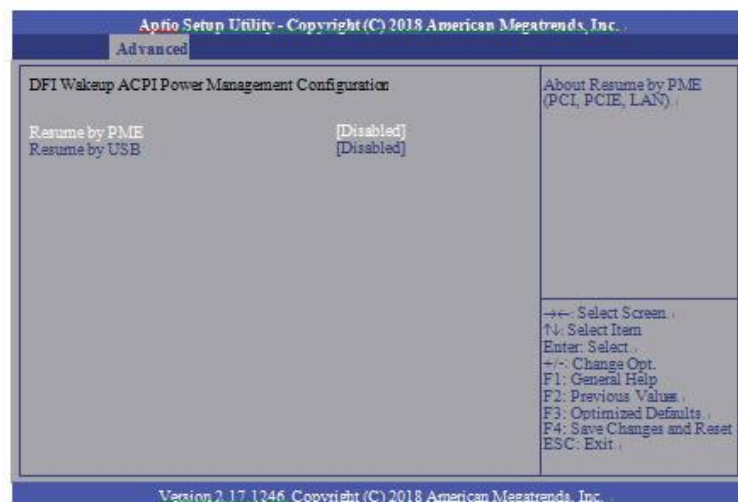 Aptio Setup Utility - Copyright (C) 2018 American Megatrends, Inc.
Advanced
DFI Wakeup ACPI Power Management Configuration
Resume by PME [Disabled]
Resume by USB [Disabled]
About Resume by PME
(PCI, PCIE, LAN)
→←: Select Screen
↑↓: Select Item
Enter: Select
+/-: Change Opt.
F1: General Help
F2: Previous Values
F3: Optimized Defaults
F4: Save Changes and Reset
ESC: Exit
Version 2.17.1246. Copyright (C) 2018 American Megatrends, Inc.